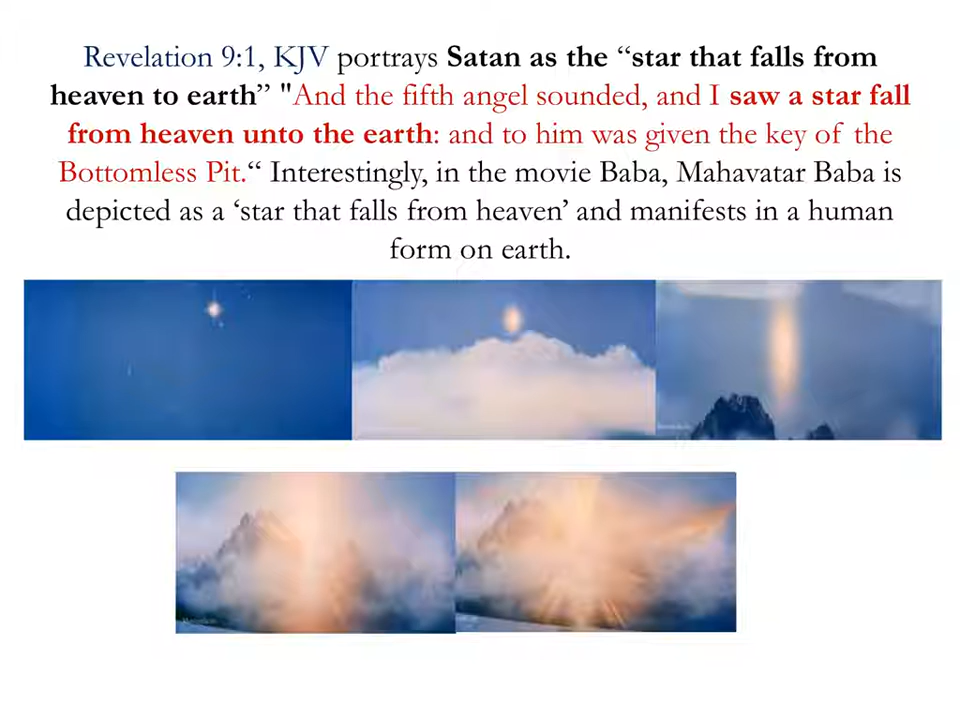 Revelation 9:1, KJV portrays Satan as the “star that falls from
heaven to earth” "And the fifth angel sounded, and I saw a star fall
from heaven unto the earth: and to him was given the key of the
Bottomless Pit.“ Interestingly, in the movie Baba, Mahavatar Baba is
depicted as a ‘star that falls from heaven’ and manifests in a human
form on earth.